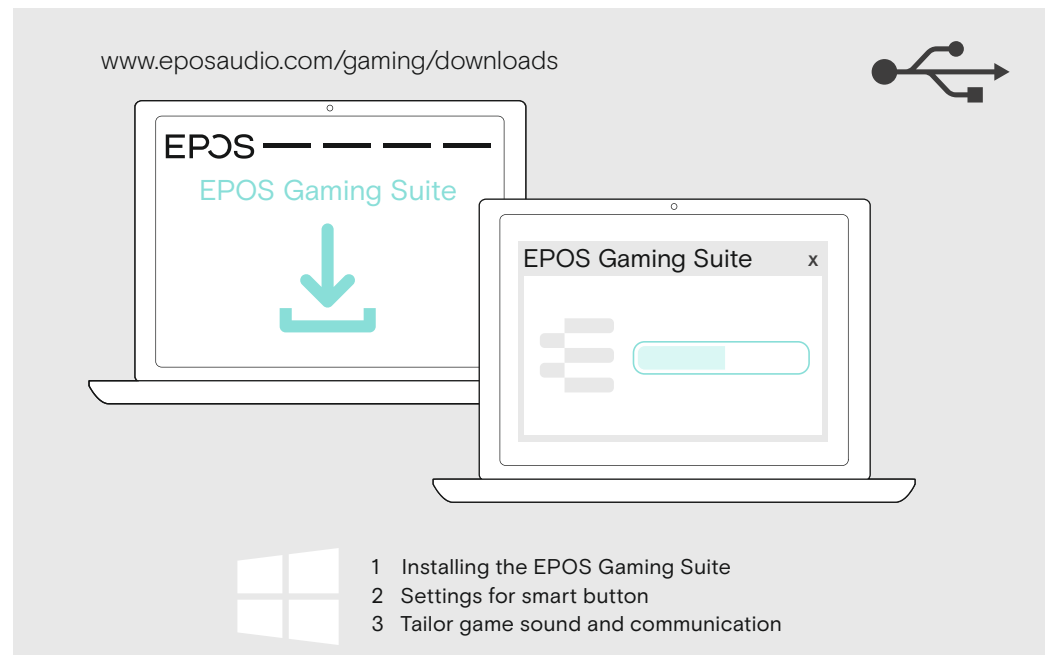 www.eposaudio.com/gaming/downloads
EPOS
EPOS Gaming Suite
EPOS Gaming Suite x
1 Installing the EPOS Gaming Suite
2 Settings for smart button
3 Tailor game sound and communication